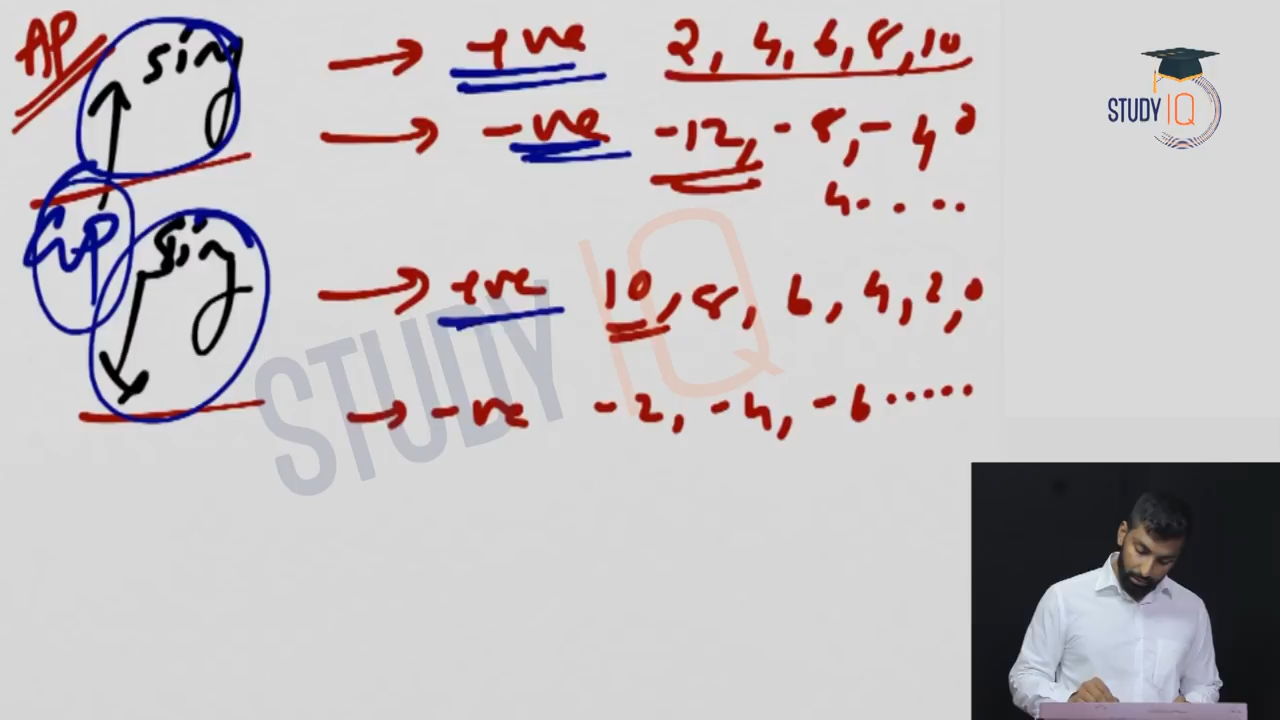 AP
↑ sing → +ve 2, 4, 6, 8, 10
→ -ve -12, -8, -4 0
4....
GP
↓ sing → +ve 10, 8, 6, 4, 2, 0
→ -ve -2, -4, -6.....
STUDY IQ
STUDY IQ